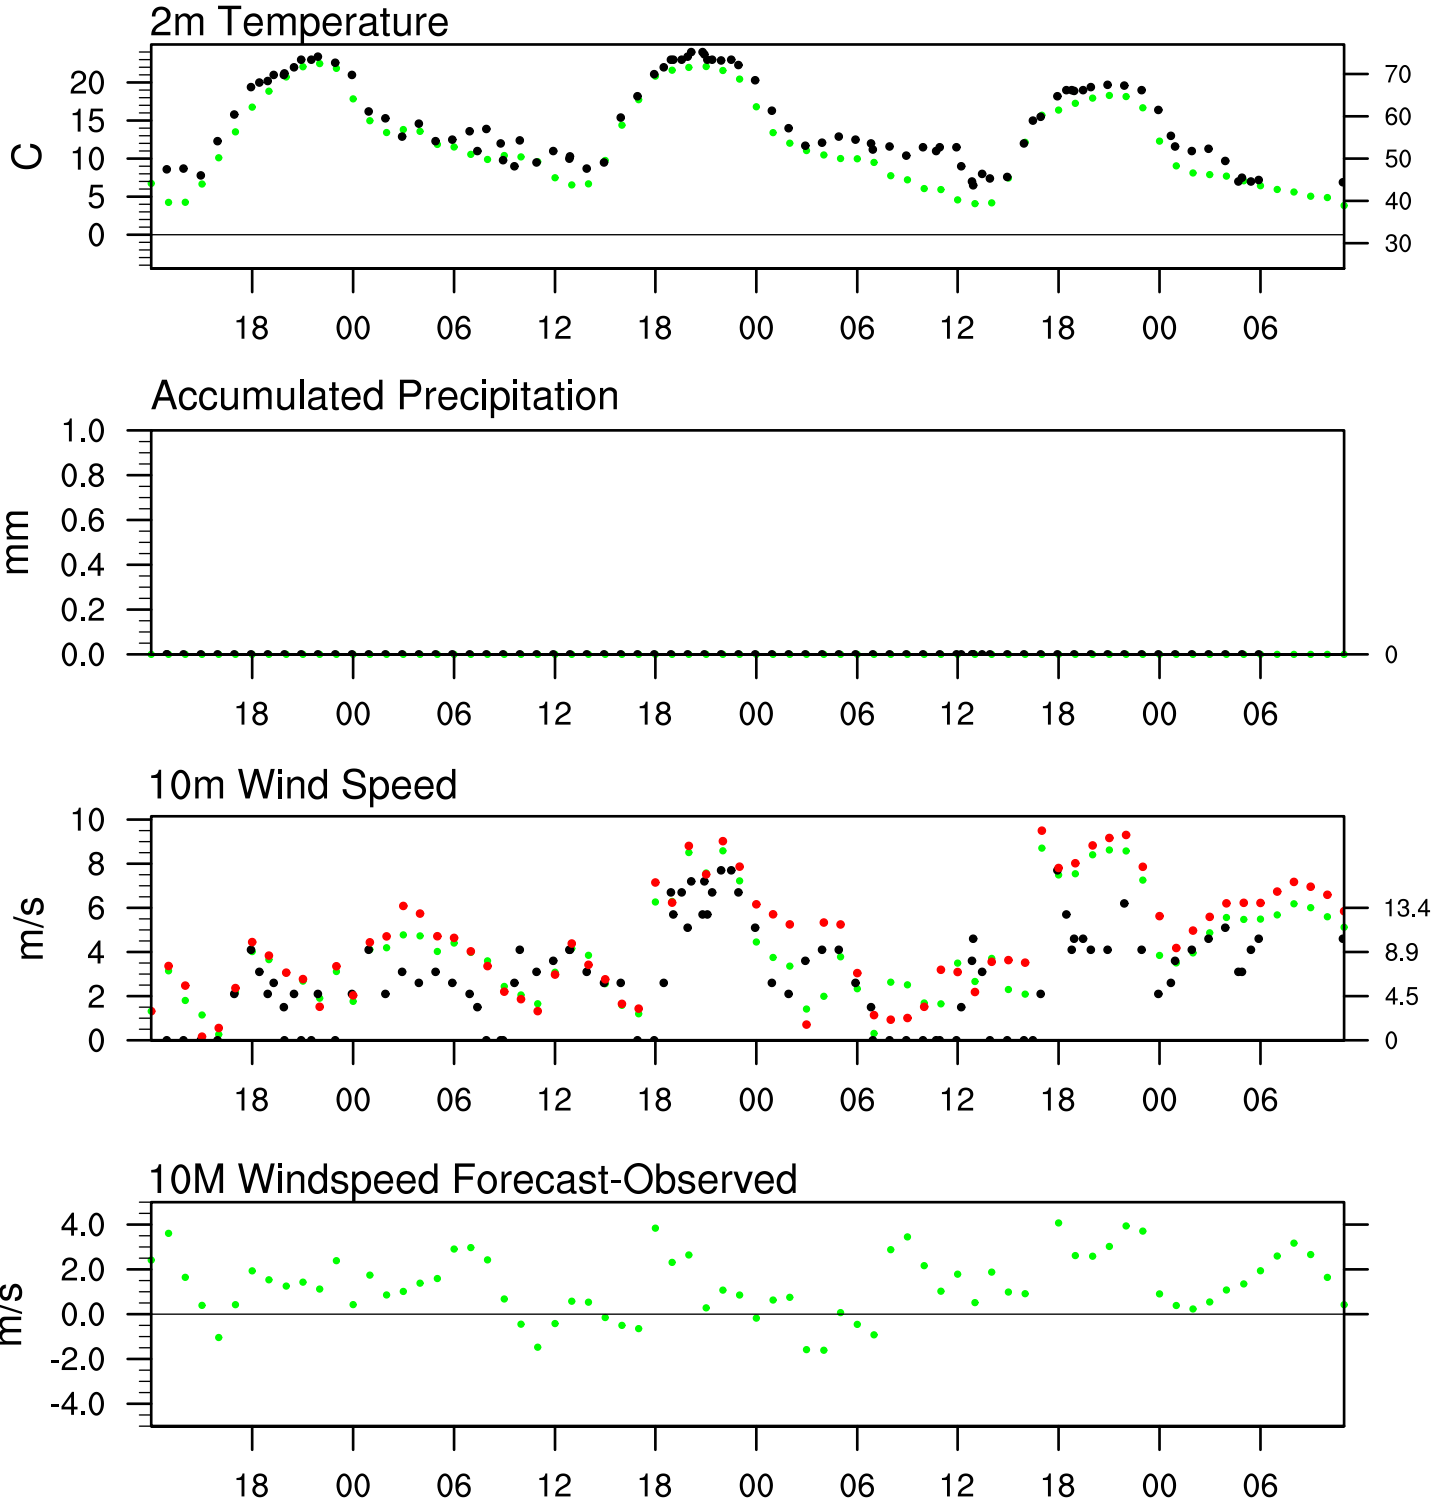 2m Temperature
20
15
10
5
0
C
70
60
50
40
30
18 00 06 12 18 00 06 12 18 00 06
Accumulated Precipitation
1.0
0.8
0.6
0.4
0.2
0.0
mm
0
18 00 06 12 18 00 06 12 18 00 06
10m Wind Speed
10
8
6
4
2
0
m/s
13.4
8.9
4.5
0
18 00 06 12 18 00 06 12 18 00 06
10M Windspeed Forecast-Observed
4.0
2.0
0.0
-2.0
-4.0
m/s
18 00 06 12 18 00 06 12 18 00 06